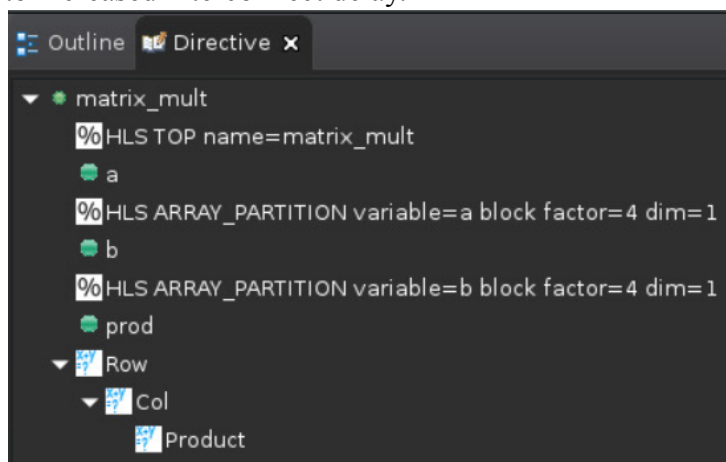 Outline Directive
matrix_mult
% HLS TOP name=matrix_mult
a
% HLS ARRAY_PARTITION variable=a block factor=4 dim=1
b
% HLS ARRAY_PARTITION variable=b block factor=4 dim=1
prod
Row
Col
Product